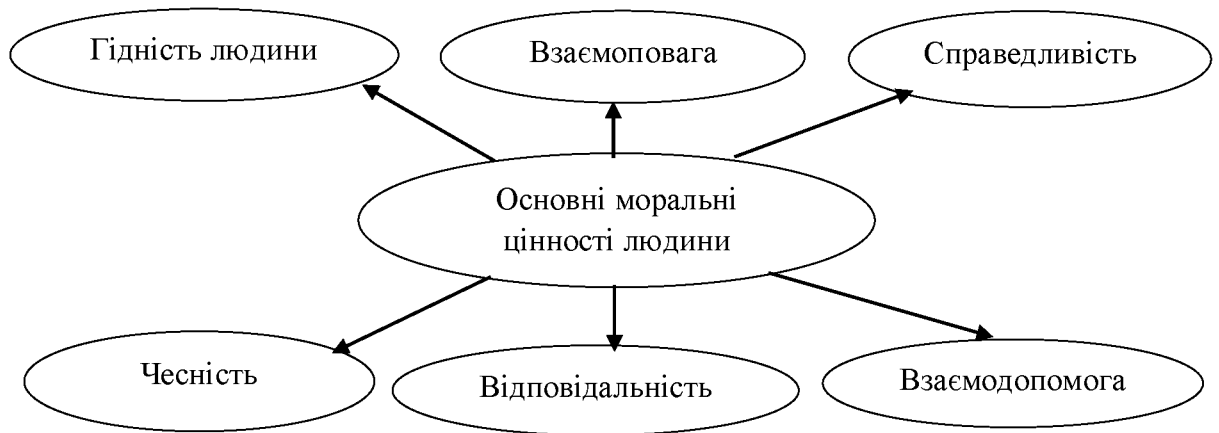 Гідність людини
Взаємоповага
Справедливість
Основні моральні
цінності людини
Чесність
Відповідальність
Взаємодопомога